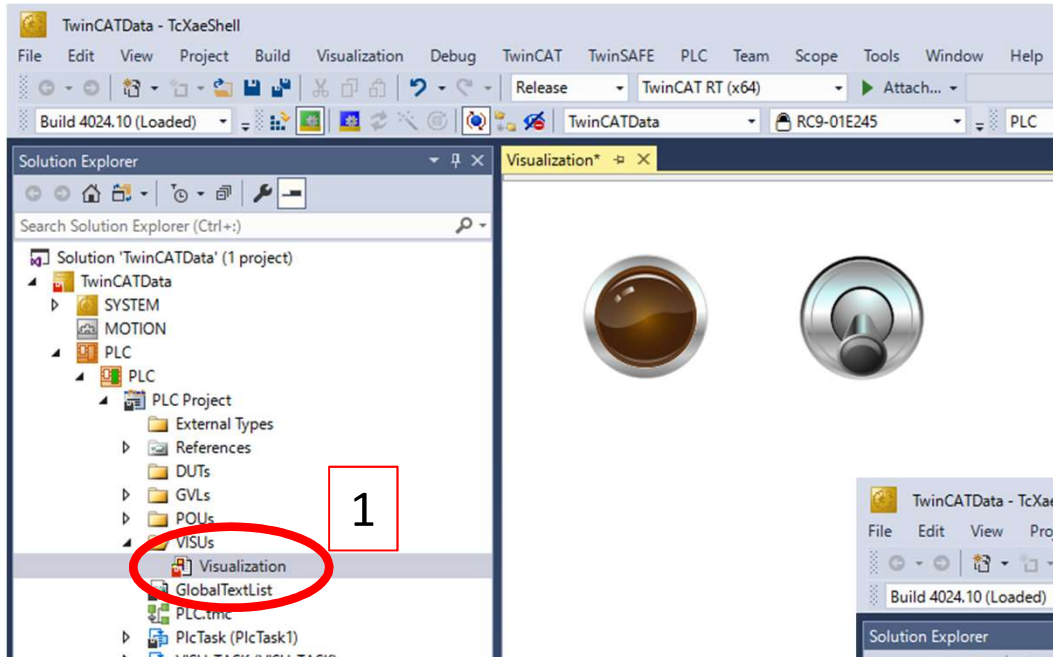 TwinCATData - TcXaeShell
File Edit View Project Build Visualization Debug TwinCAT TwinSAFE PLC Team Scope Tools Window Help
Release TwinCAT RT (x64) Attach...
Build 4024.10 (Loaded) TwinCATData RC9-01E245 PLC
Solution Explorer
Visualization*
Search Solution Explorer (Ctrl+:)
Solution 'TwinCATData' (1 project)
TwinCATData
SYSTEM
MOTION
PLC
PLC
PLC Project
External Types
References
DUTs
GVLs
POUs
VISUs
Visualization
GlobalTextList
PLC.tmc
PlcTask (PlcTask1)
VISU_TASK (VISU_TASK)
1
TwinCATData - TcXae
File Edit View Proj
Build 4024.10 (Loaded)
Solution Explorer